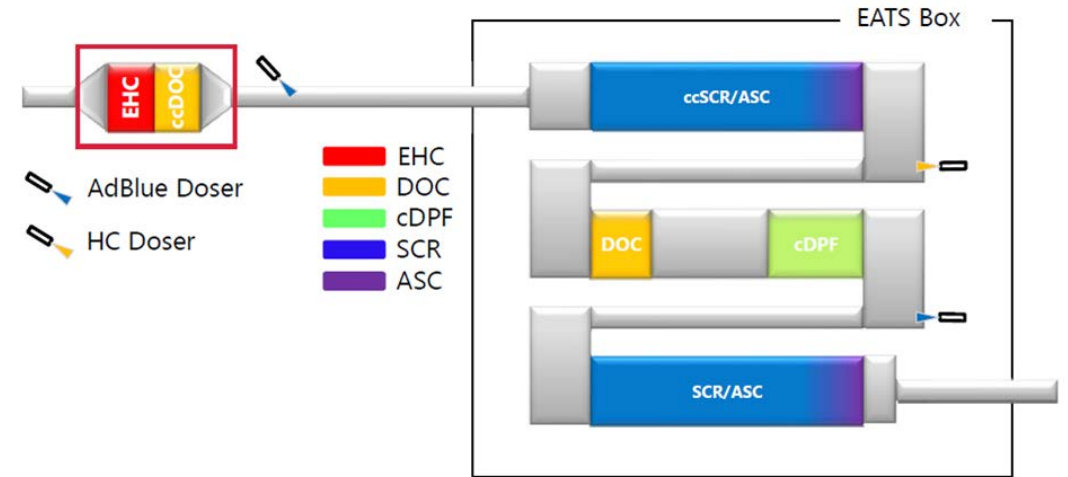 EATS Box
EHC
ccDOC
ccSCR/ASC
AdBlue Doser
HC Doser
EHC
DOC
cDPF
SCR
ASC
DOC
cDPF
SCR/ASC